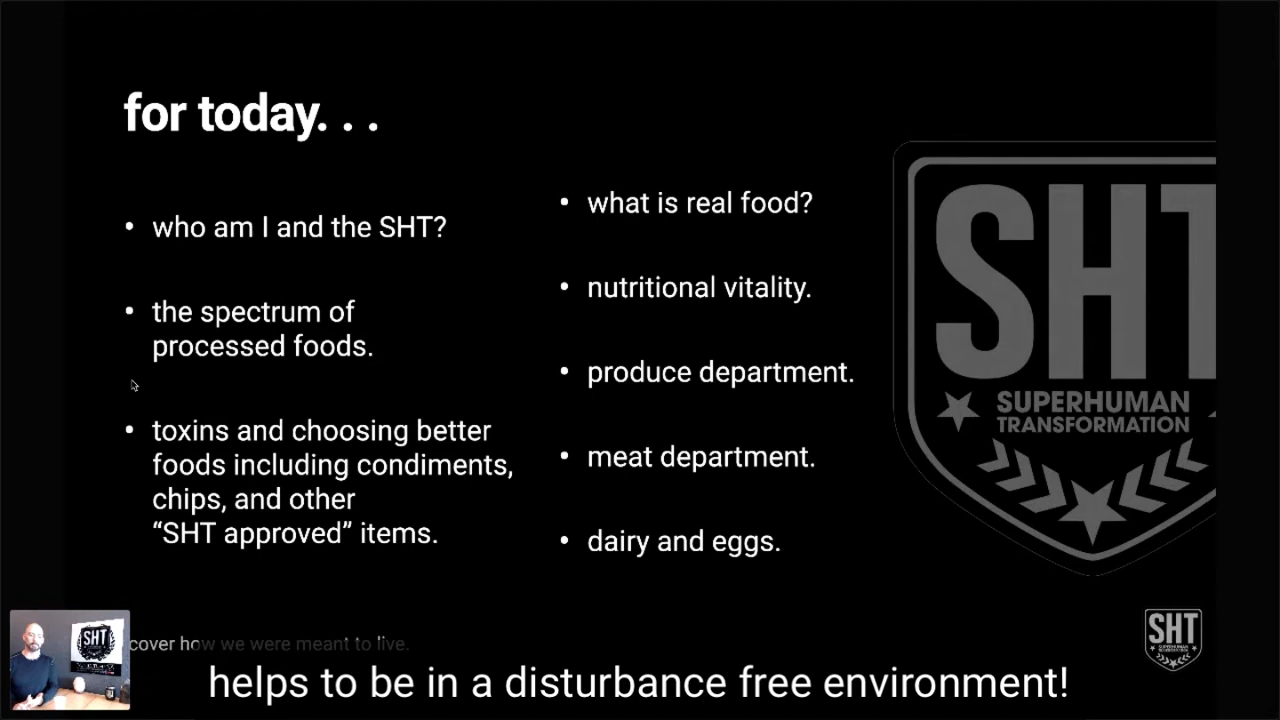 for today. . .
• who am I and the SHT?
• the spectrum of
processed foods.
• toxins and choosing better
foods including condiments,
chips, and other
“SHT approved” items.
• what is real food?
• nutritional vitality.
• produce department.
• meat department.
• dairy and eggs.
SHT
SUPERHUMAN
TRANSFORMATION
SHT
cover how we were meant to live.
SHT
helps to be in a disturbance free environment!